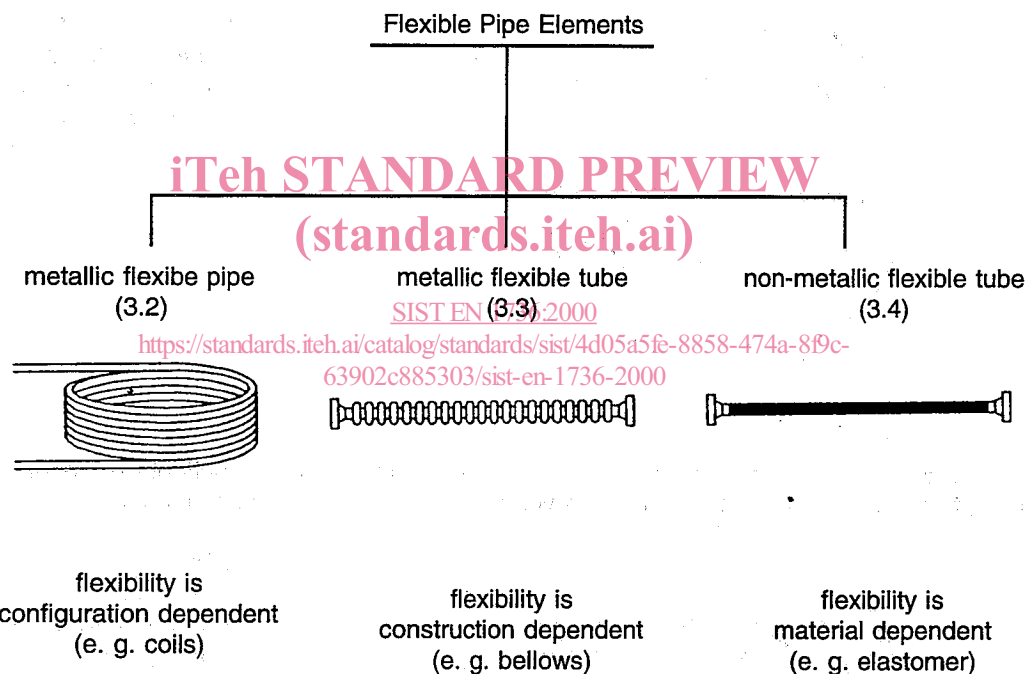 Flexible Pipe Elements
iTeh STANDARD PREVIEW
(standards.iteh.ai)
metallic flexibe pipe
(3.2)
metallic flexible tube
(3.3)
non-metallic flexible tube
(3.4)
SIST EN 1736:2000
https://standards.iteh.ai/catalog/standards/sist/4d05a5fe-8858-474a-8f9c-
63902c885303/sist-en-1736-2000
flexibility is
configuration dependent
(e. g. coils)
flexibility is
construction dependent
(e. g. bellows)
flexibility is
material dependent
(e. g. elastomer)